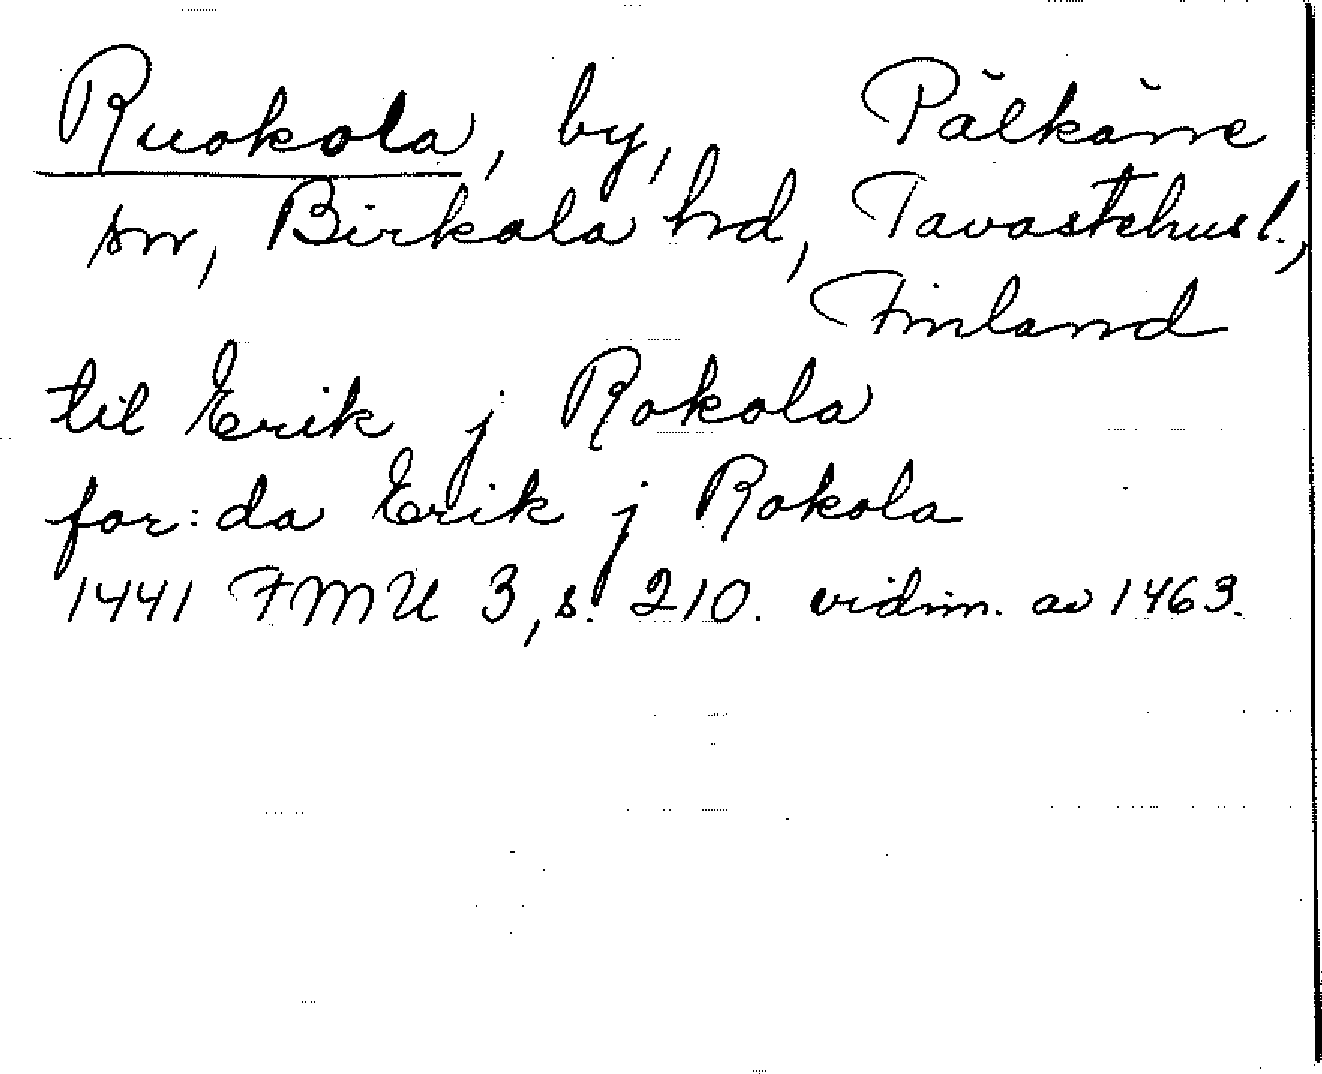 Ruokola, by, Pälkäne
sn, Birkala hrd, Tavastehus l.,
Finland
til Erik j Rokola
for: da Erik j Rokola
1441 FMU 3, s. 210. vidim. av 1463.